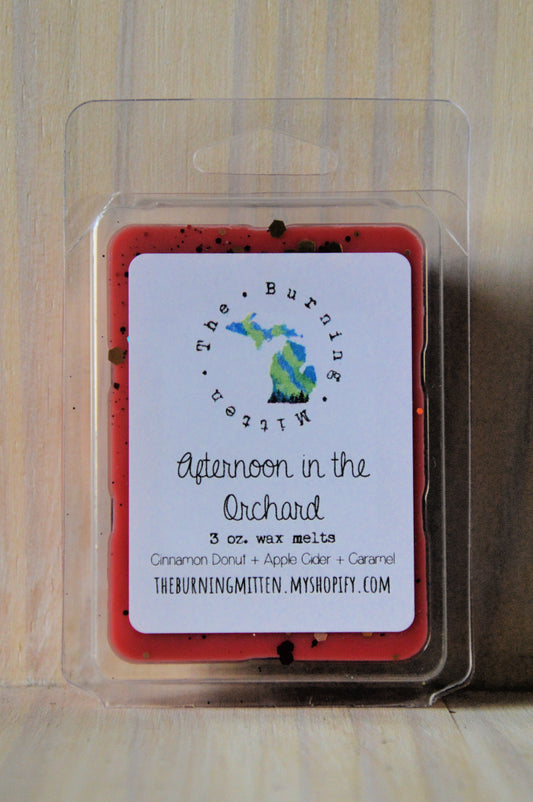 The • Burning • Mitten •
Afternoon in the
Orchard
3 oz. wax melts
Cinnamon Donut + Apple Cider + Caramel
THEBURNINGMITTEN.MYSHOPIFY.COM